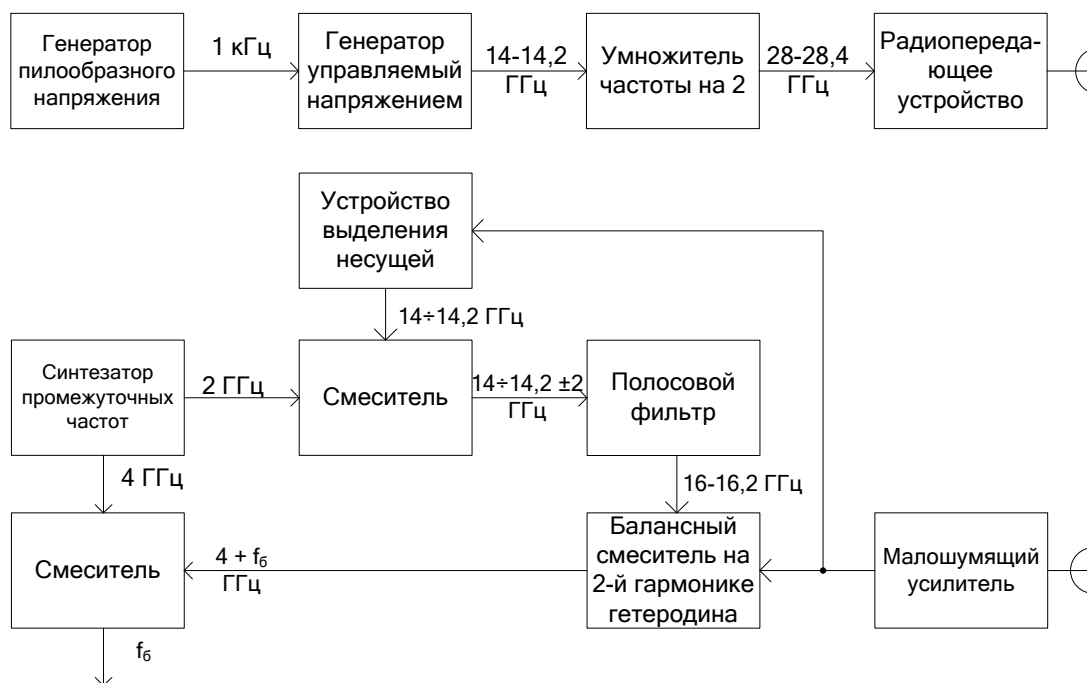 Генератор
пилообразного
напряжения
1 кГц
Генератор
управляемый
напряжением
14-14,2
ГГц
Умножитель
частоты на 2
28-28,4
ГГц
Радиопереда-
ющее
устройство
Устройство
выделения
несущей
14÷14,2 ГГц
Синтезатор
промежуточных
частот
2 ГГц
Смеситель
14÷14,2 ±2
ГГц
Полосовой
фильтр
4 ГГц
16-16,2 ГГц
Смеситель
4 + fб
ГГц
Балансный
смеситель на
2-й гармонике
гетеродина
Малошумящий
усилитель
fб